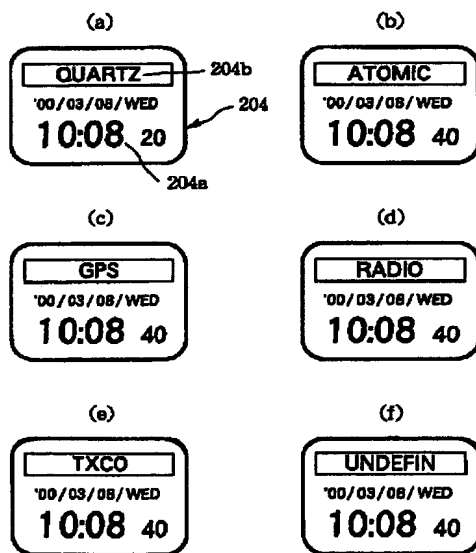 (a)
QUARTZ
204b
'00/03/08/WED
204
10:08 20
204a
(b)
ATOMIC
'00/03/08/WED
10:08 40
(c)
GPS
'00/03/08/WED
10:08 40
(d)
RADIO
'00/03/08/WED
10:08 40
(e)
TXCO
'00/03/08/WED
10:08 40
(f)
UNDEFIN
'00/03/08/WED
10:08 40